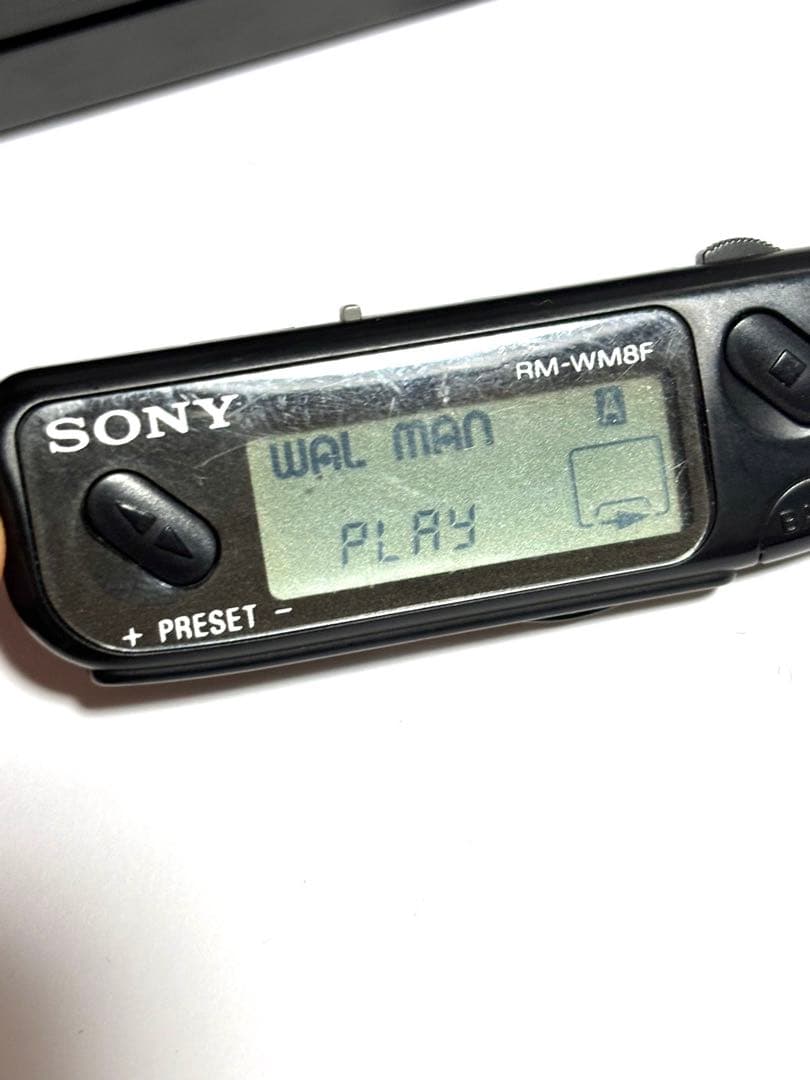 RM-WM8F
SONY
WAL MAN
A
PLAY
+ PRESET -